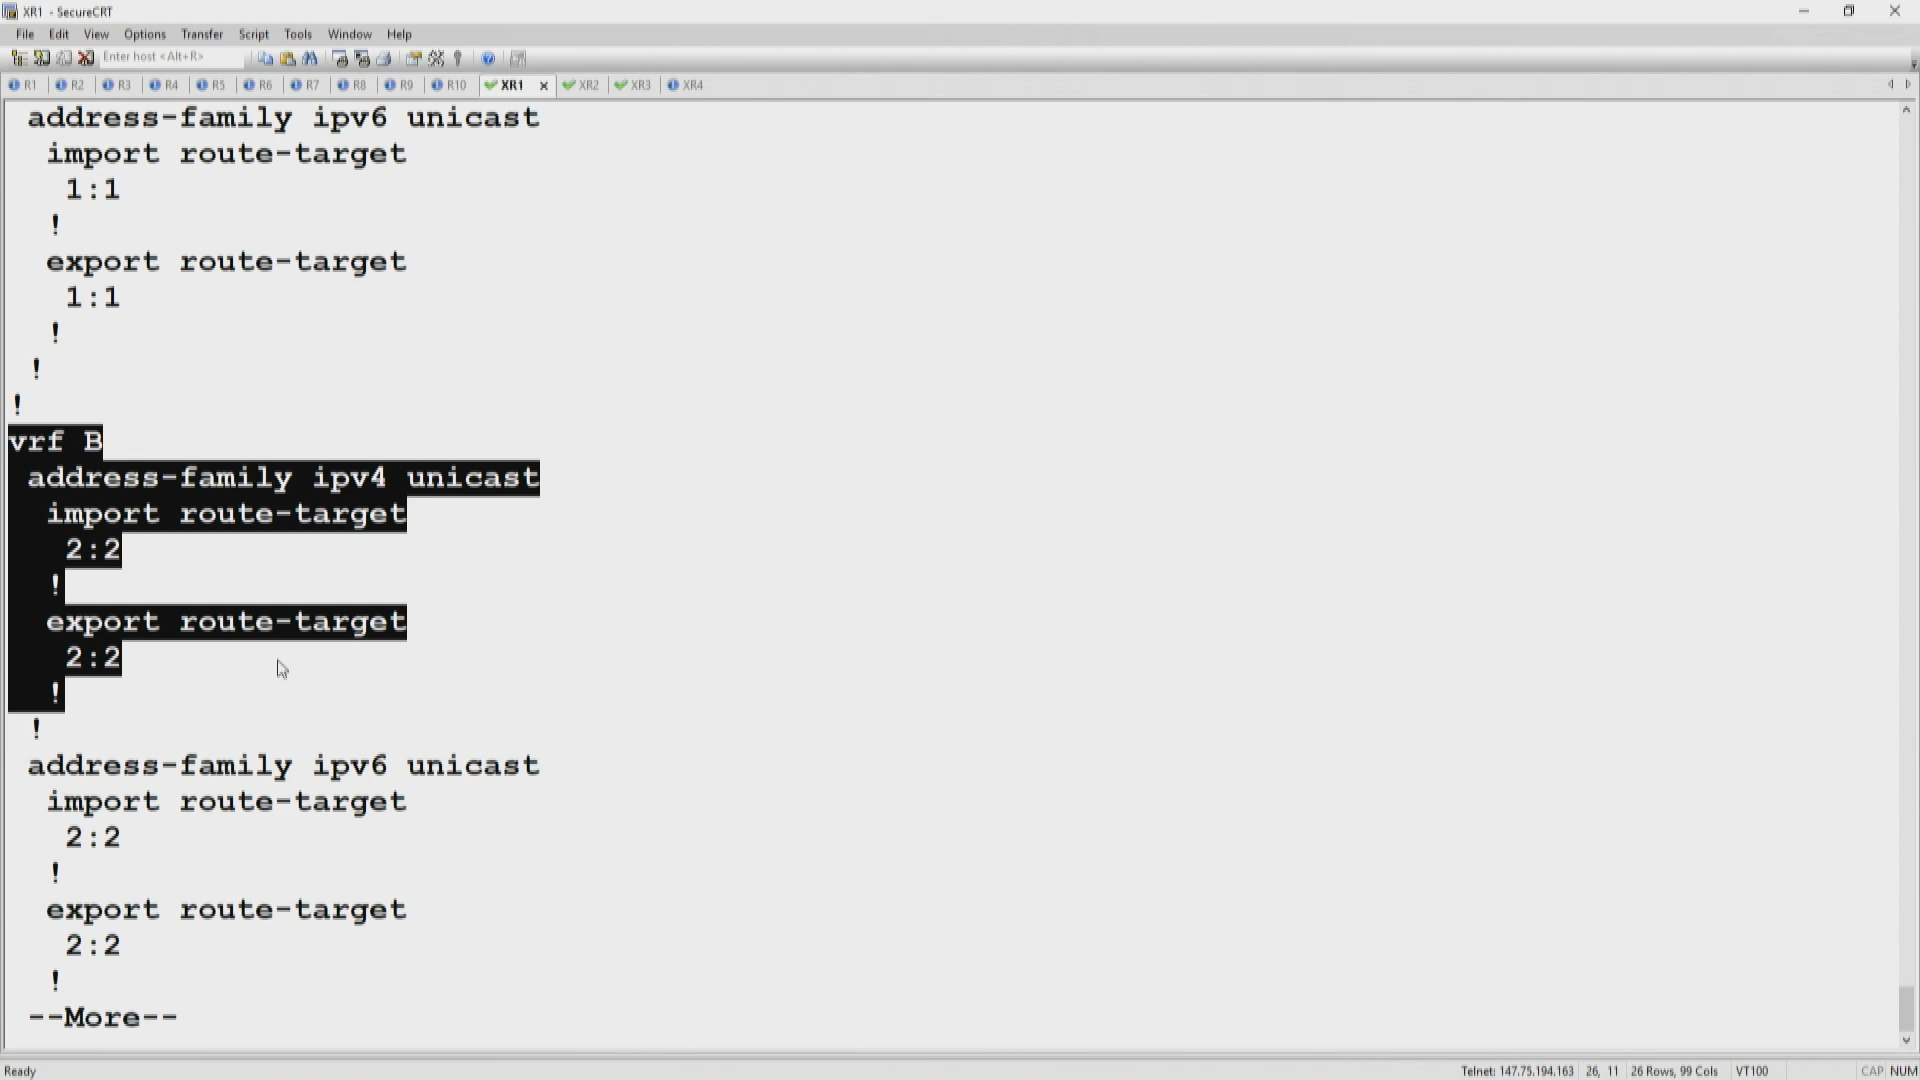 XR1 - SecureCRT
File Edit View Options Transfer Script Tools Window Help
Enter host <Alt+R>
R1 R2 R3 R4 R5 R6 R7 R8 R9 R10 XR1 XR2 XR3 XR4
address-family ipv6 unicast
import route-target
1:1
!
export route-target
1:1
!
!
!
vrf B
address-family ipv4 unicast
import route-target
2:2
!
export route-target
2:2
!
!
address-family ipv6 unicast
import route-target
2:2
!
export route-target
2:2
!
--More--
Ready Telnet: 147.75.194.163 26, 11 26 Rows, 99 Cols VT100 CAP NUM